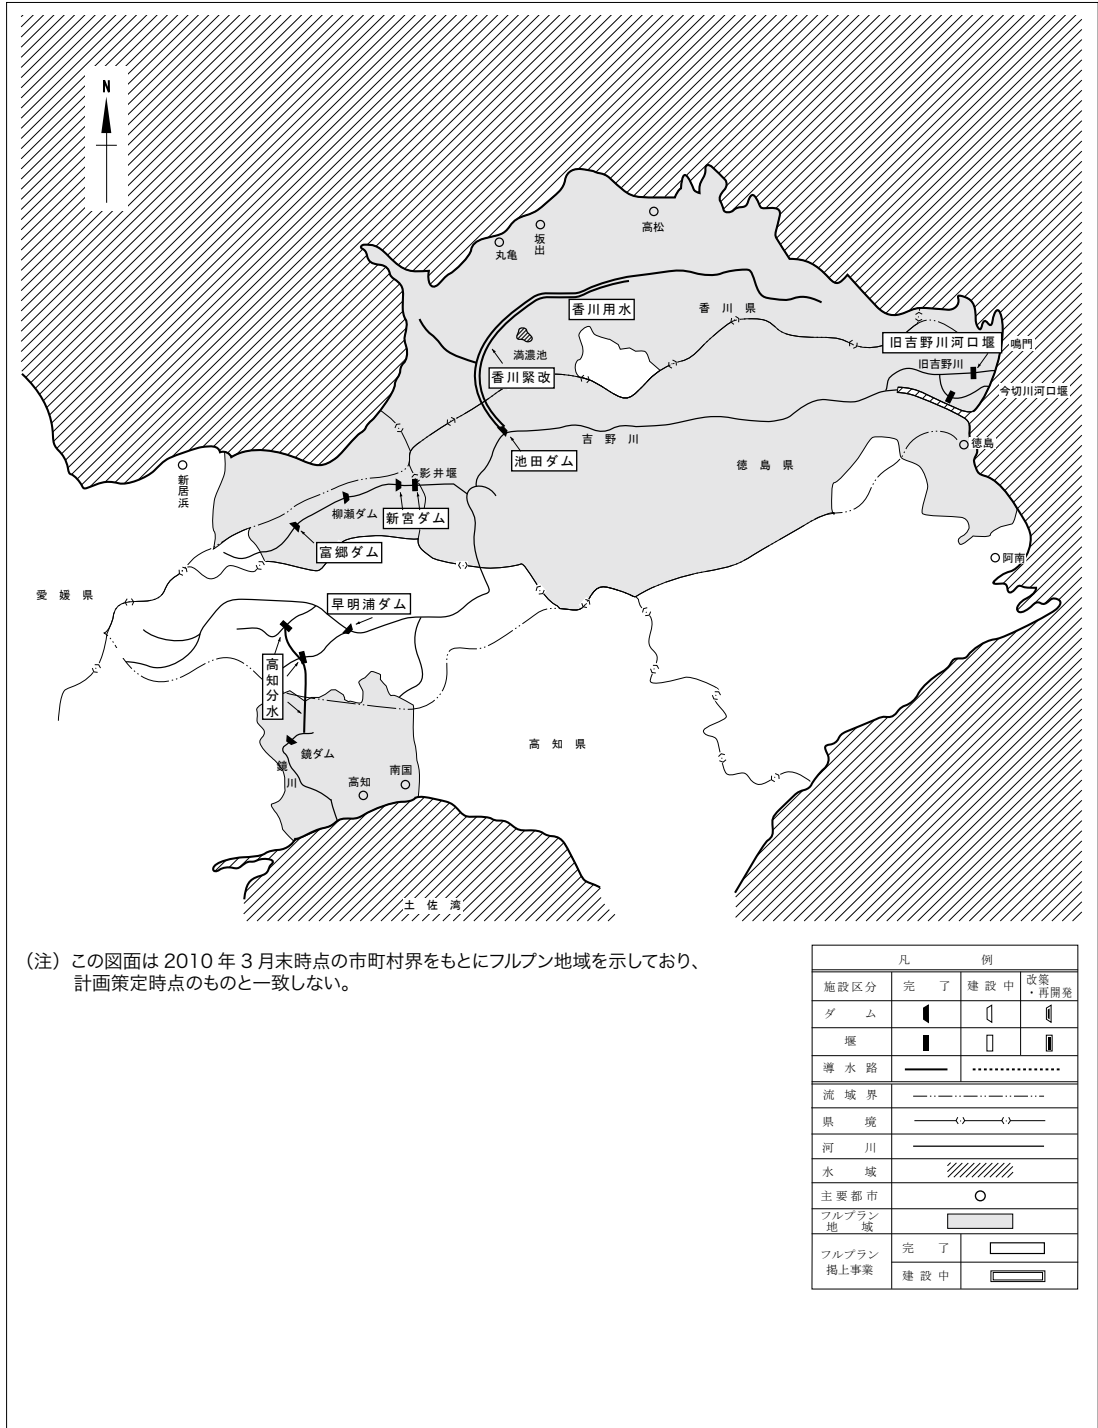 N
高松
坂出
丸亀
香川用水
香川県
満濃池
旧吉野川河口堰
鳴門
旧吉野川
今切川河口堰
香川緊改
吉野川
池田ダム
徳島県
徳島
影井堰
新居浜
柳瀬ダム
新宮ダム
富郷ダム
阿南
愛媛県
早明浦ダム
高知分水
高知県
鏡ダム
鏡川
南国
高知
土佐湾
(注) この図面は 2010 年 3 月末時点の市町村界をもとにフルプン地域を示しており、
計画策定時点のものと一致しない。
凡例
施設区分 完了 建設中 改築・再開発
ダム
堰
導水路
流域界
県境
河川
水域
主要都市
フルプラン地域
フルプラン掲上事業 完了
建設中